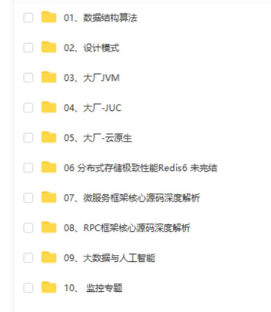 01、数据结构算法
02、设计模式
03、大厂JVM
04、大厂-JUC
05、大厂-云原生
06 分布式存储极致性能Redis6 未完结
07、微服务框架核心源码深度解析
08、RPC框架核心源码深度解析
09、大数据与人工智能
10、 监控专题